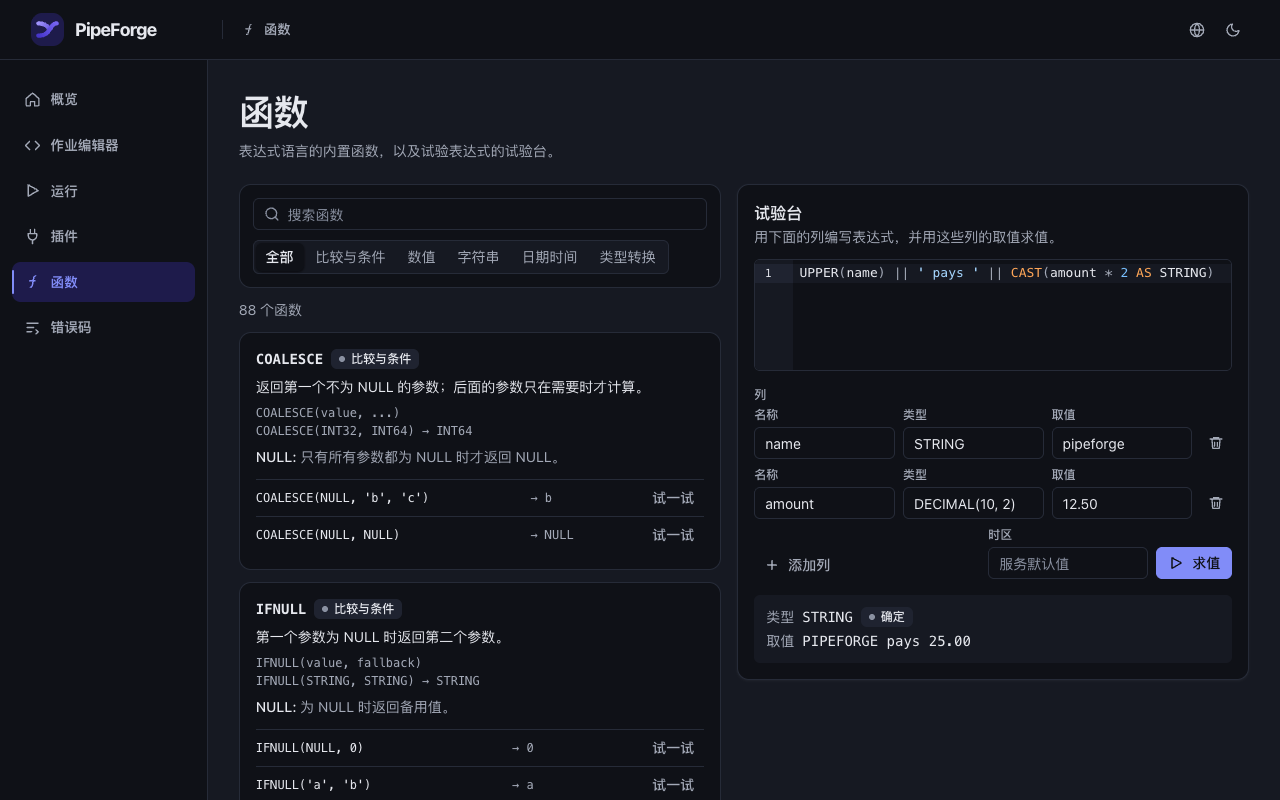 PipeForge
函数
概览
作业编辑器
运行
插件
函数
错误码
函数
表达式语言的内置函数，以及试验表达式的试验台。
搜索函数
全部 比较与条件 数值 字符串 日期时间 类型转换
88 个函数
COALESCE 比较与条件
返回第一个不为 NULL 的参数；后面的参数只在需要时才计算。
COALESCE(value, ...)
COALESCE(INT32, INT64) → INT64
NULL: 只有所有参数都为 NULL 时才返回 NULL。
COALESCE(NULL, 'b', 'c') → b 试一试
COALESCE(NULL, NULL) → NULL 试一试
IFNULL 比较与条件
第一个参数为 NULL 时返回第二个参数。
IFNULL(value, fallback)
IFNULL(STRING, STRING) → STRING
NULL: 为 NULL 时返回备用值。
IFNULL(NULL, 0) → 0 试一试
IFNULL('a', 'b') → a 试一试
试验台
用下面的列编写表达式，并用这些列的取值求值。
1 UPPER(name) || ' pays ' || CAST(amount * 2 AS STRING)
列
名称 类型 取值
name STRING pipeforge
名称 类型 取值
amount DECIMAL(10, 2) 12.50
时区
添加列 服务默认值 求值
类型 STRING 确定
取值 PIPEFORGE pays 25.00